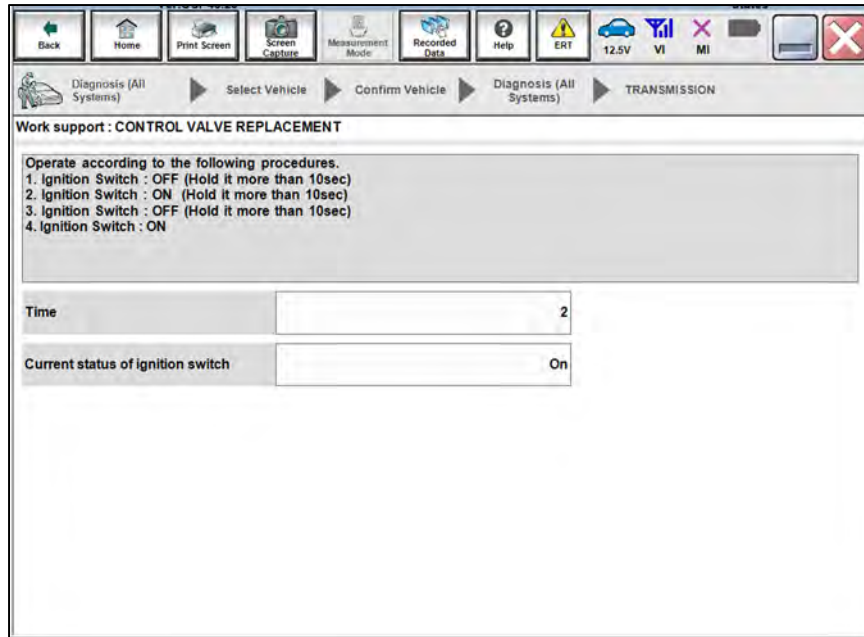 Back
Home
Print Screen
Screen Capture
Measurement Mode
Recorded Data
Help
ERT
12.5V
VI
MI
Diagnosis (All Systems)
Select Vehicle
Confirm Vehicle
Diagnosis (All Systems)
TRANSMISSION
Work support : CONTROL VALVE REPLACEMENT
Operate according to the following procedures.
1. Ignition Switch : OFF (Hold it more than 10sec)
2. Ignition Switch : ON (Hold it more than 10sec)
3. Ignition Switch : OFF (Hold it more than 10sec)
4. Ignition Switch : ON
Time 2
Current status of ignition switch On